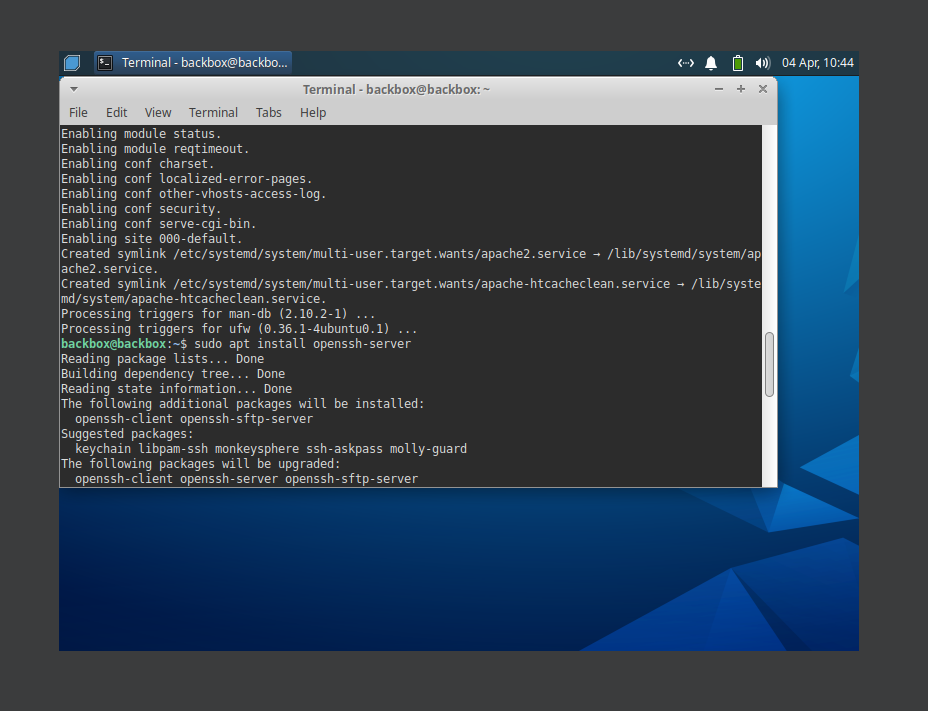 Terminal - backbox@backbo... 04 Apr, 10:44
Terminal - backbox@backbox: ~
File Edit View Terminal Tabs Help
Enabling module status.
Enabling module reqtimeout.
Enabling conf charset.
Enabling conf localized-error-pages.
Enabling conf other-vhosts-access-log.
Enabling conf security.
Enabling conf serve-cgi-bin.
Enabling site 000-default.
Created symlink /etc/systemd/system/multi-user.target.wants/apache2.service → /lib/systemd/system/ap
ache2.service.
Created symlink /etc/systemd/system/multi-user.target.wants/apache-htcacheclean.service → /lib/syste
md/system/apache-htcacheclean.service.
Processing triggers for man-db (2.10.2-1) ...
Processing triggers for ufw (0.36.1-4ubuntu0.1) ...
backbox@backbox:~$ sudo apt install openssh-server
Reading package lists... Done
Building dependency tree... Done
Reading state information... Done
The following additional packages will be installed:
openssh-client openssh-sftp-server
Suggested packages:
keychain libpam-ssh monkeysphere ssh-askpass molly-guard
The following packages will be upgraded:
openssh-client openssh-server openssh-sftp-server